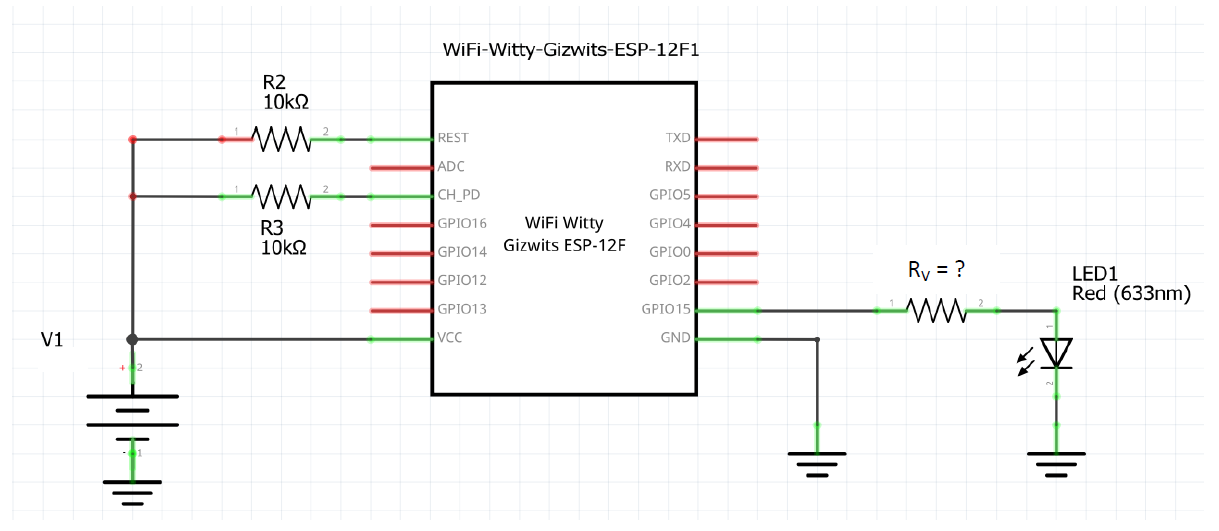 WiFi-Witty-Gizwits-ESP-12F1
R2
10kΩ
1
2
REST
TXD
ADC
RXD
1
2
CH_PD
GPIO5
R3
10kΩ
GPIO16
WiFi Witty
Gizwits ESP-12F
GPIO4
GPIO14
GPIO0
GPIO12
GPIO2
GPIO13
GPIO15
VCC
GND
RV = ?
1
2
LED1
Red (633nm)
1
2
V1
+
2
-
1